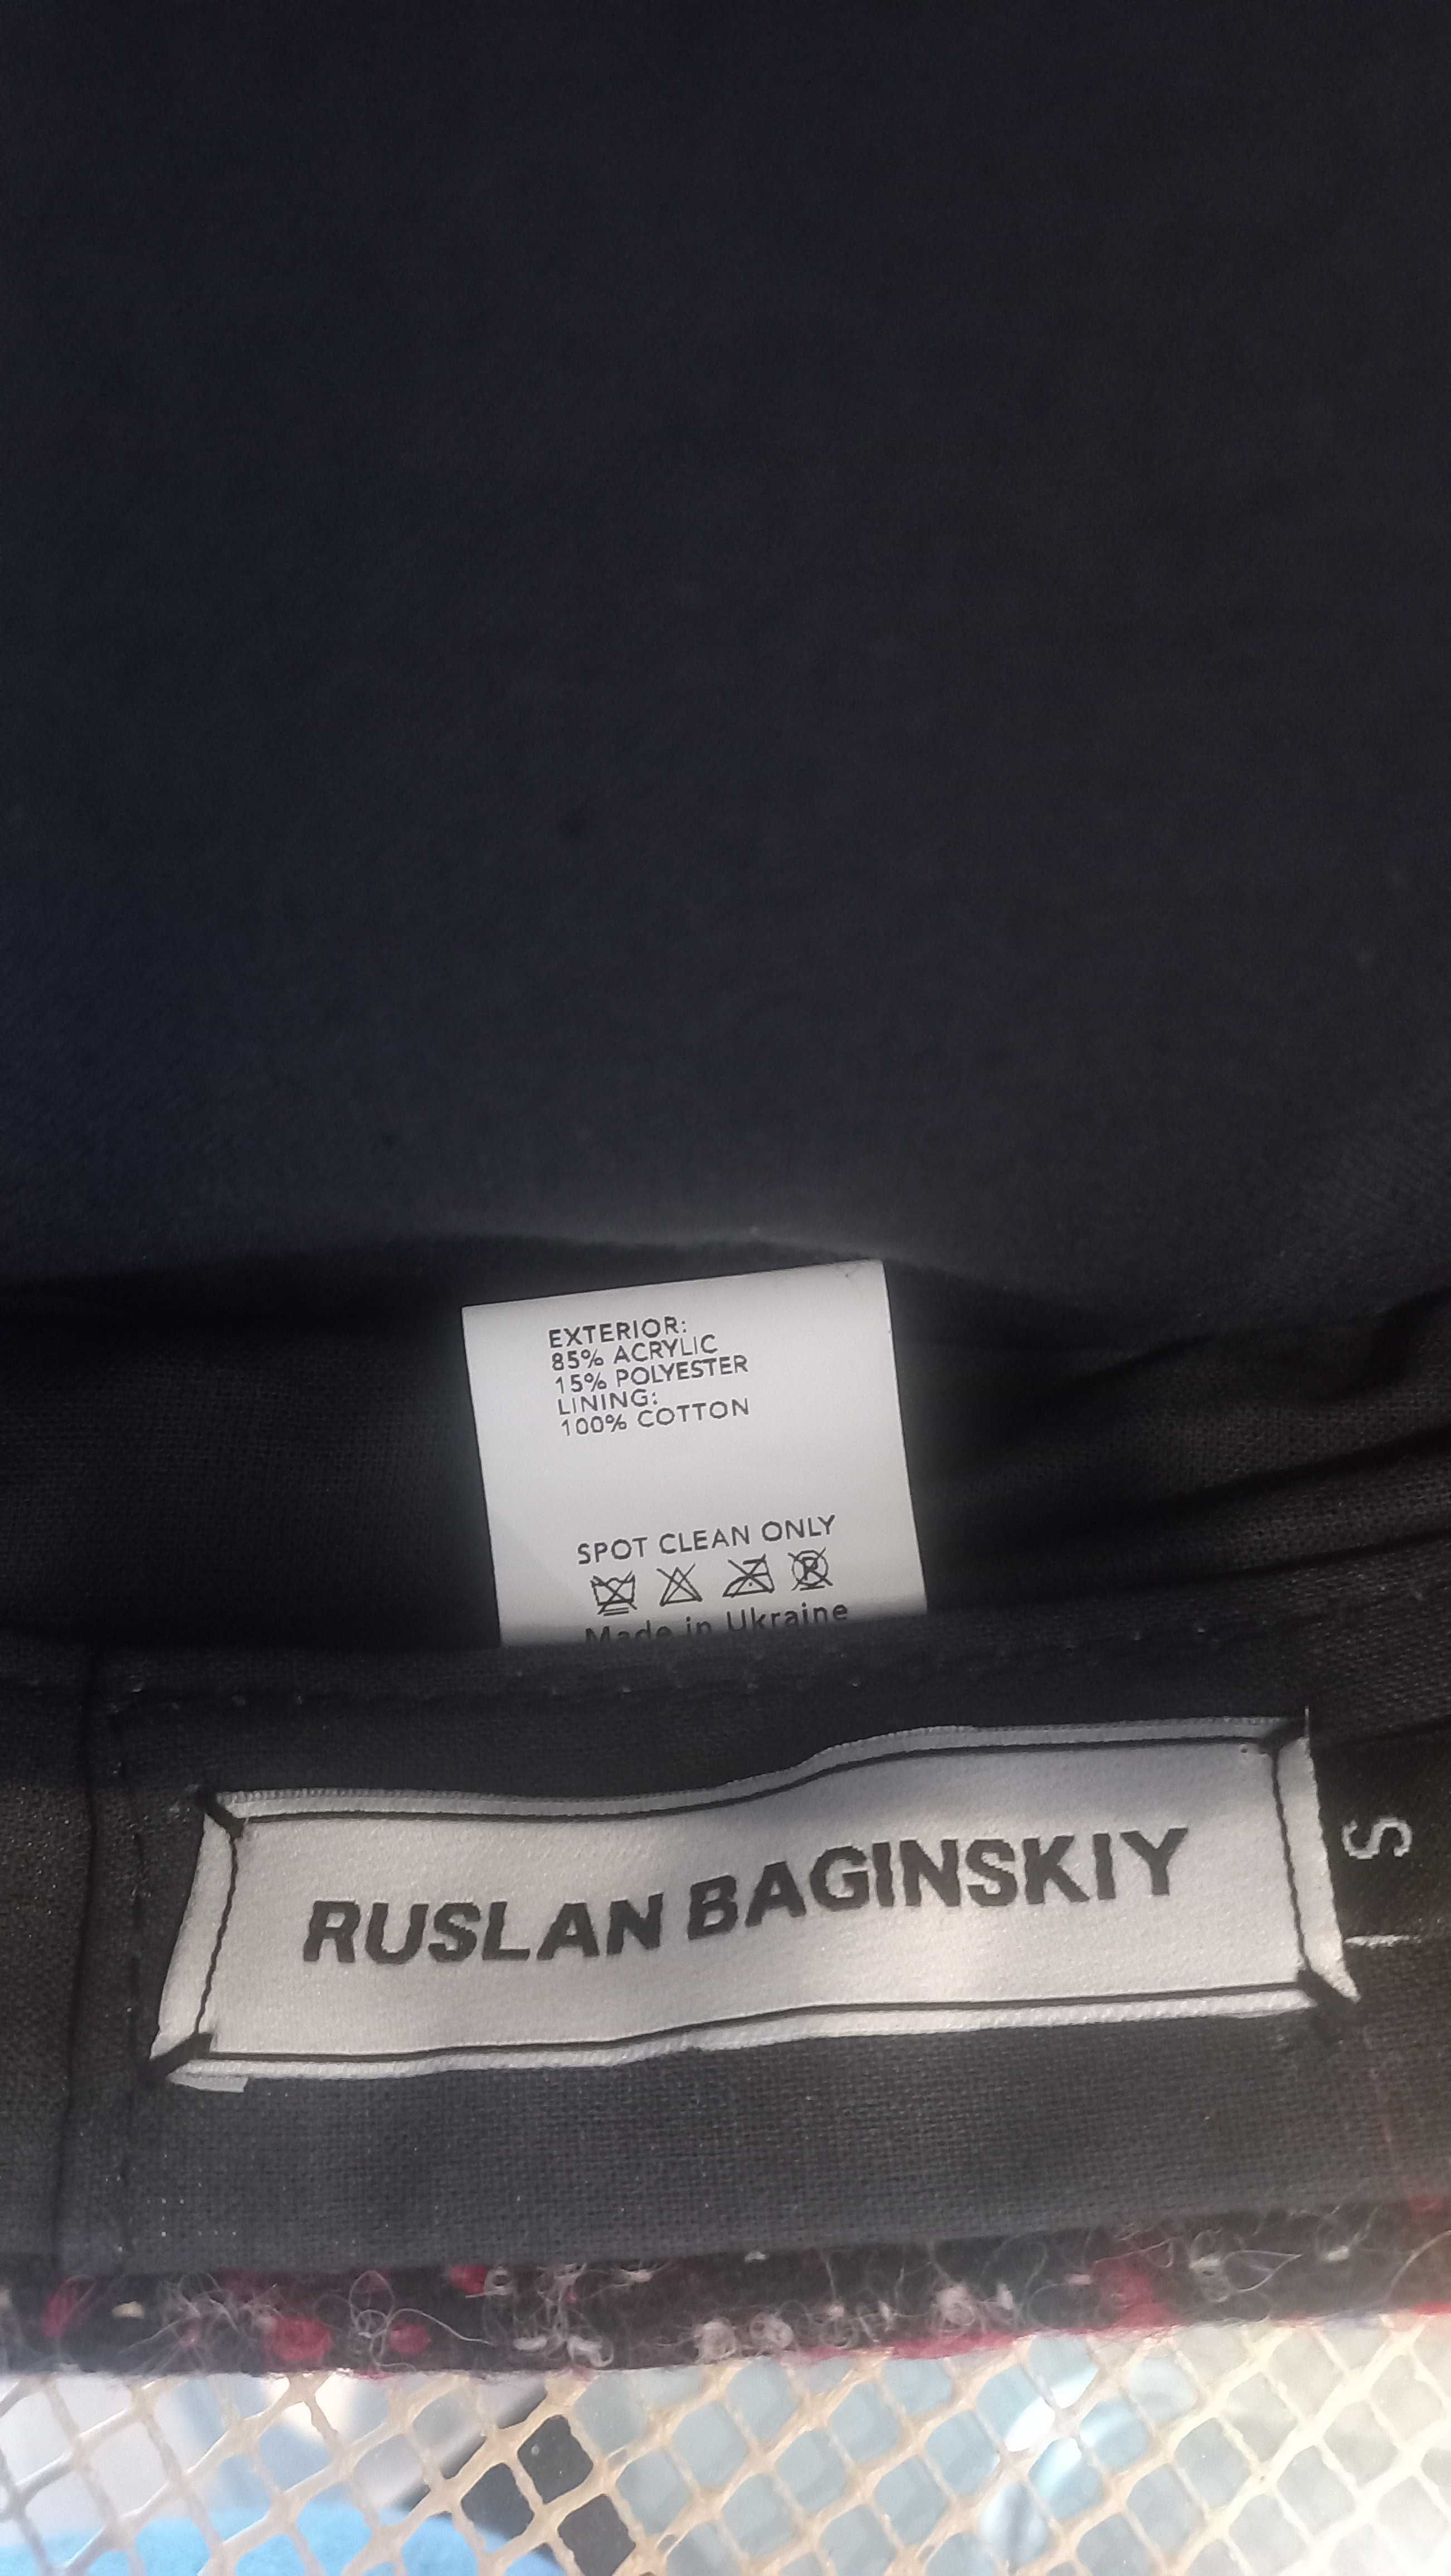 EXTERIOR:
85% ACRYLIC
15% POLYESTER
LINING:
100% COTTON
SPOT CLEAN ONLY
R
Made in Ukraine
RUSLAN BAGINSKIY
S